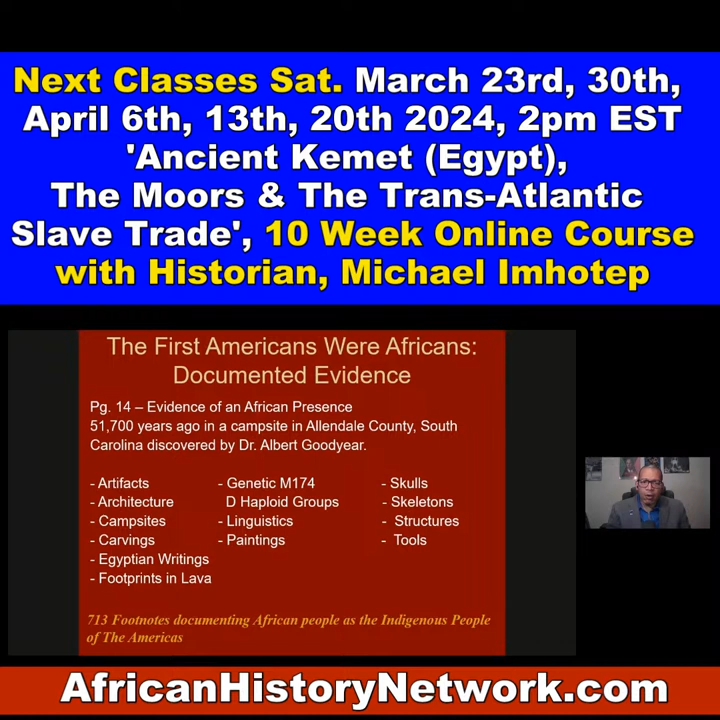 Next Classes Sat. March 23rd, 30th,
April 6th, 13th, 20th 2024, 2pm EST
'Ancient Kemet (Egypt),
The Moors & The Trans-Atlantic
Slave Trade', 10 Week Online Course
with Historian, Michael Imhotep
The First Americans Were Africans:
Documented Evidence
Pg. 14 – Evidence of an African Presence
51,700 years ago in a campsite in Allendale County, South
Carolina discovered by Dr. Albert Goodyear.
- Artifacts
- Architecture
- Campsites
- Carvings
- Egyptian Writings
- Footprints in Lava
- Genetic M174
D Haploid Groups
- Linguistics
- Paintings
- Skulls
- Skeletons
- Structures
- Tools
713 Footnotes documenting African people as the Indigenous People
of The Americas
AfricanHistoryNetwork.com